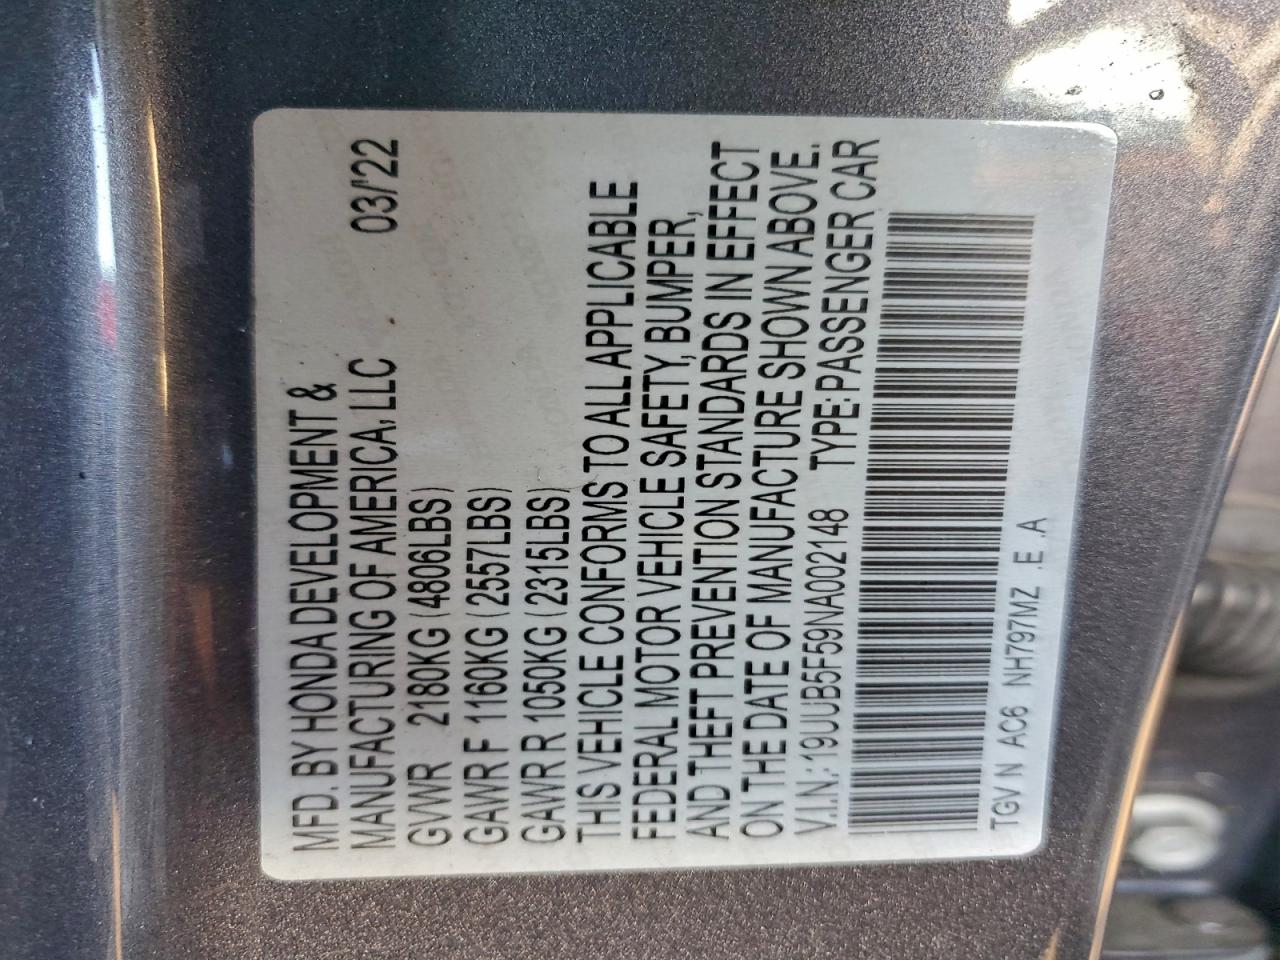 MFD. BY HONDA DEVELOPMENT &
MANUFACTURING OF AMERICA, LLC 03/'22
GVWR 2180KG (4806LBS)
GAWR F 1160KG (2557LBS)
GAWR R 1050KG (2315LBS)
THIS VEHICLE CONFORMS TO ALL APPLICABLE
FEDERAL MOTOR VEHICLE SAFETY, BUMPER,
AND THEFT PREVENTION STANDARDS IN EFFECT
ON THE DATE OF MANUFACTURE SHOWN ABOVE.
V.I.N.: 19UUB5F59NA002148 TYPE: PASSENGER CAR
TGV N AC6 NH797MZ .E .A